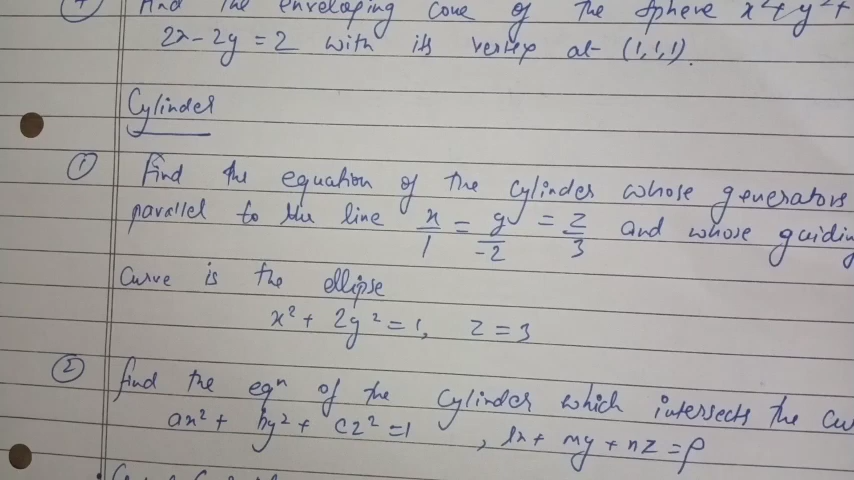 ④ Find the enveloping cone of the sphere x² + y² +
2x - 2y = 2 with its vertex at (1,1,1).
Cylinder
① Find the equation of the cylinder whose generators
parallel to the line x/1 = y/-2 = z/3 and whose guiding
curve is the ellipse
x² + 2y² = 1, z = 3
② find the eqⁿ of the cylinder which intersects the cu
ax² + by² + cz² = 1, lx + my + nz = p